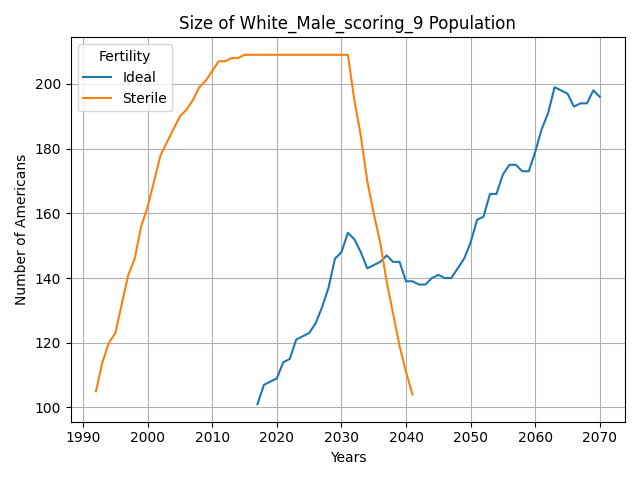 Size of White_Male_scoring_9 Population
Fertility
Ideal
Sterile
Number of Americans
200
180
160
140
120
100
1990 2000 2010 2020 2030 2040 2050 2060 2070
Years